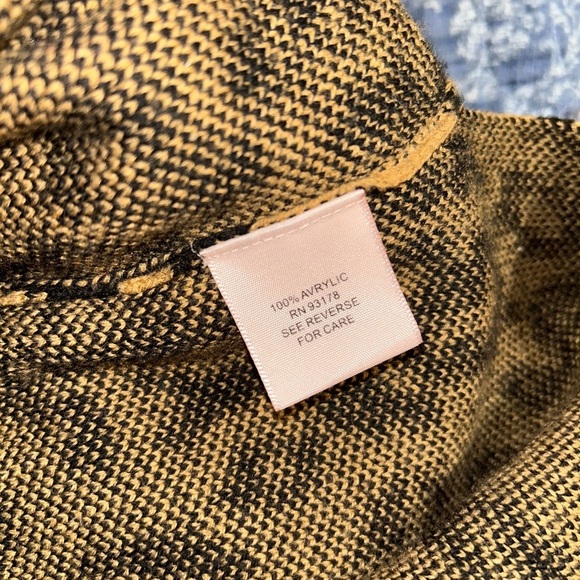 100% AVRYLIC
RN 93178
SEE REVERSE
FOR CARE